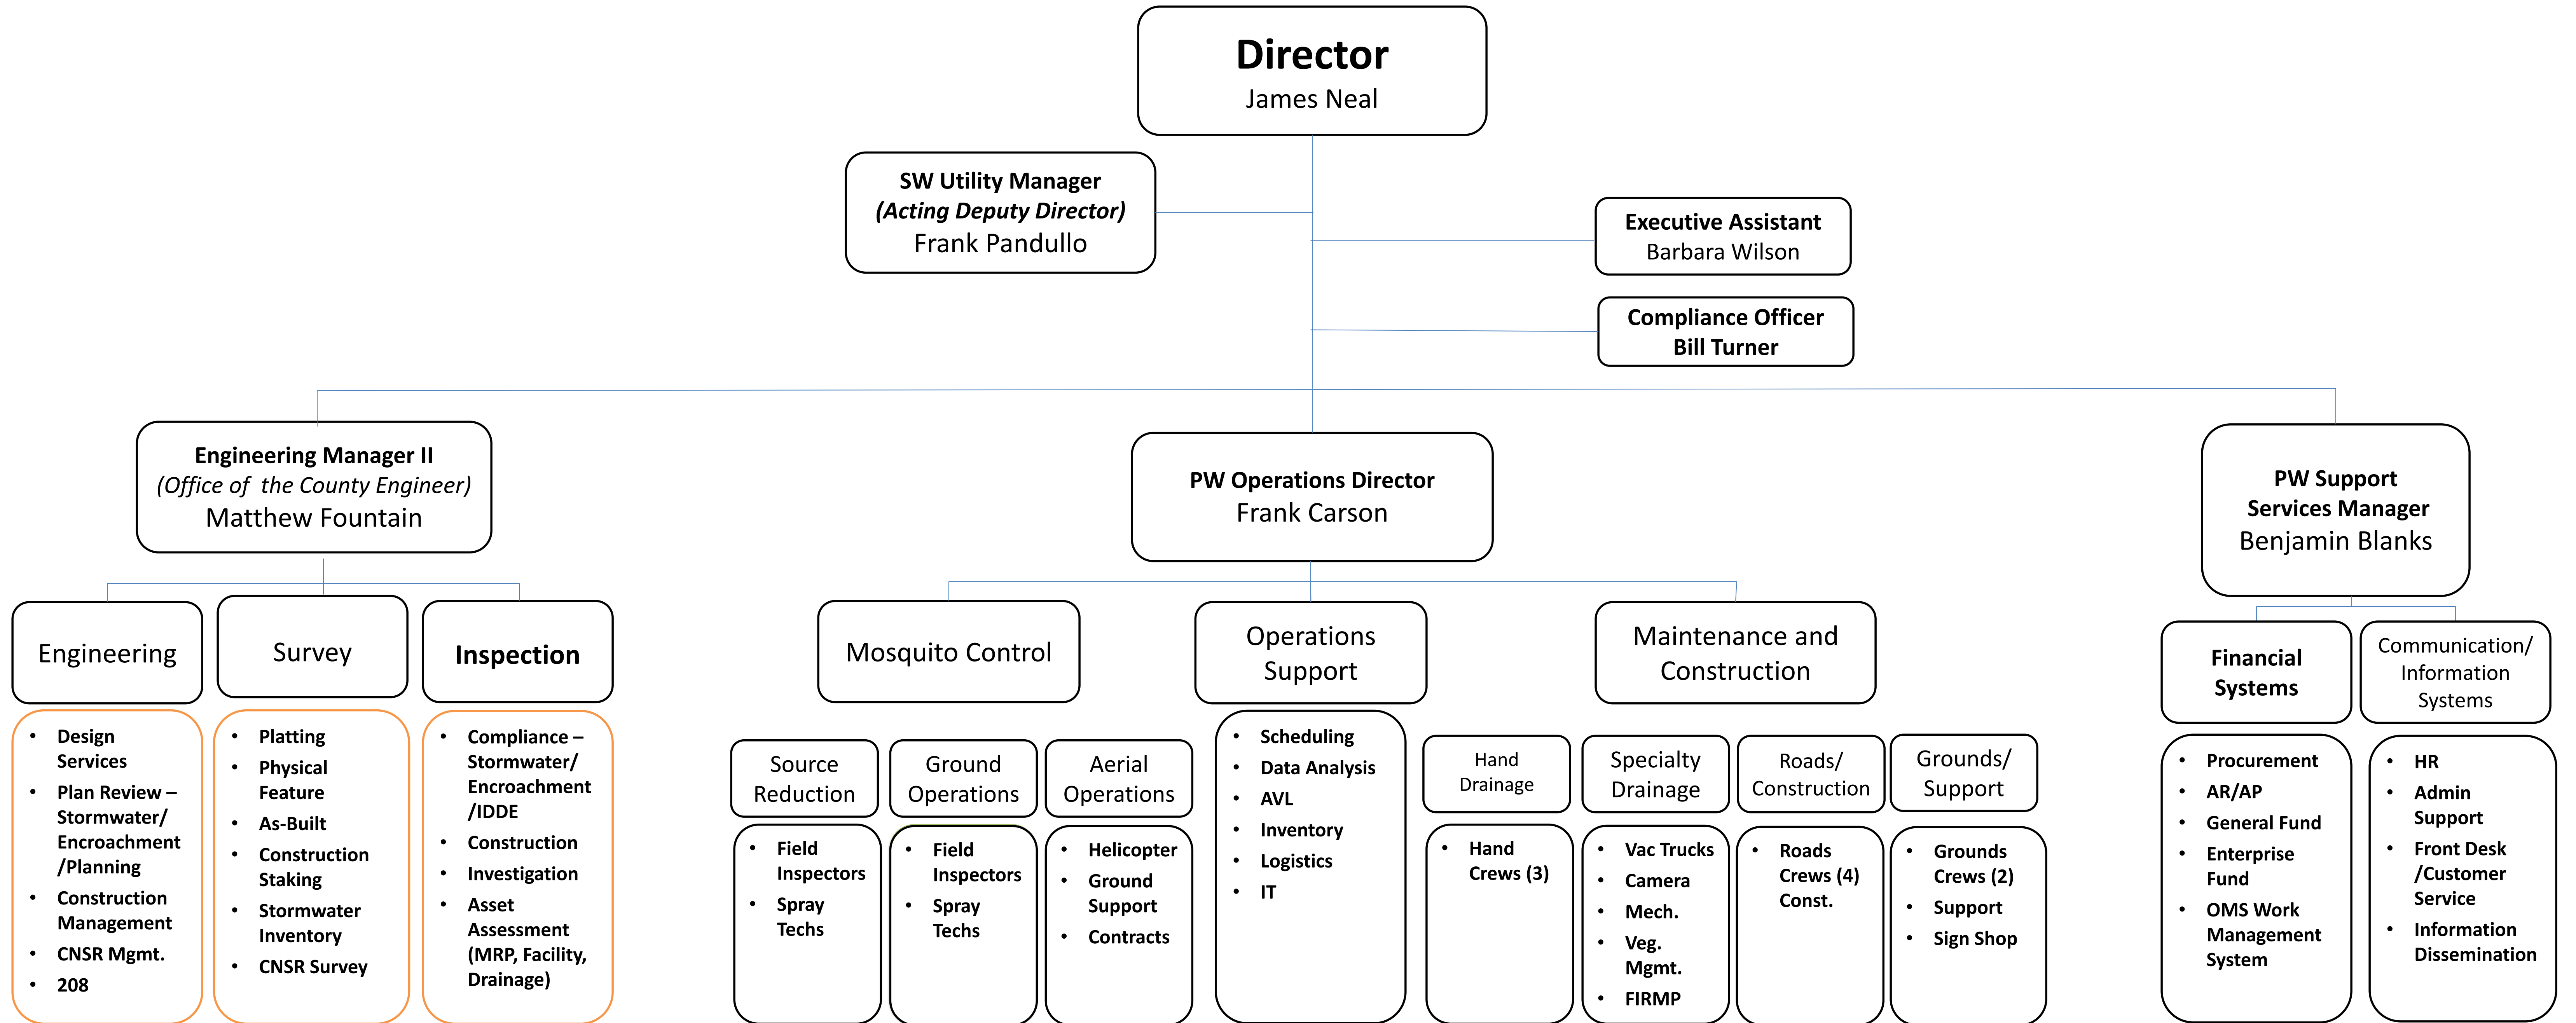 Director
James Neal
SW Utility Manager
(Acting Deputy Director)
Frank Pandullo
Executive Assistant
Barbara Wilson
Compliance Officer
Bill Turner
Engineering Manager II
(Office of the County Engineer)
Matthew Fountain
PW Operations Director
Frank Carson
PW Support
Services Manager
Benjamin Blanks
Engineering
Survey
Inspection
Mosquito Control
Operations
Support
Maintenance and
Construction
Financial
Systems
Communication/
Information
Systems
• Design
Services
• Plan Review –
Stormwater/
Encroachment
/Planning
• Construction
Management
• CNSR Mgmt.
• 208
• Platting
• Physical
Feature
• As-Built
• Construction
Staking
• Stormwater
Inventory
• CNSR Survey
• Compliance –
Stormwater/
Encroachment
/IDDE
• Construction
• Investigation
• Asset
Assessment
(MRP, Facility,
Drainage)
Source
Reduction
• Field
Inspectors
• Spray
Techs
Ground
Operations
• Field
Inspectors
• Spray
Techs
Aerial
Operations
• Helicopter
• Ground
Support
• Contracts
• Scheduling
• Data Analysis
• AVL
• Inventory
• Logistics
• IT
Hand
Drainage
• Hand
Crews (3)
Specialty
Drainage
• Vac Trucks
• Camera
• Mech.
• Veg.
Mgmt.
• FIRMP
Roads/
Construction
• Roads
Crews (4)
Const.
Grounds/
Support
• Grounds
Crews (2)
• Support
• Sign Shop
• Procurement
• AR/AP
• General Fund
• Enterprise
Fund
• OMS Work
Management
System
• HR
• Admin
Support
• Front Desk
/Customer
Service
• Information
Dissemination